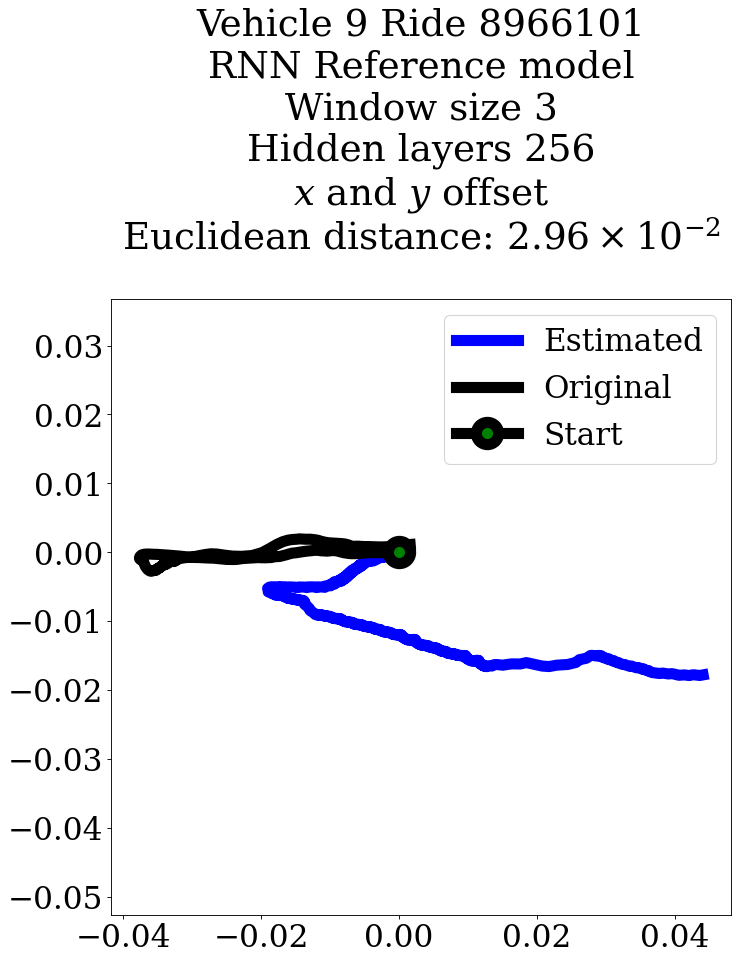 Vehicle 9 Ride 8966101
RNN Reference model
Window size 3
Hidden layers 256
x and y offset
Euclidean distance: 2.96 × 10⁻²
Estimated
Original
Start
0.03
0.02
0.01
0.00
−0.01
−0.02
−0.03
−0.04
−0.05
−0.04 −0.02 0.00 0.02 0.04